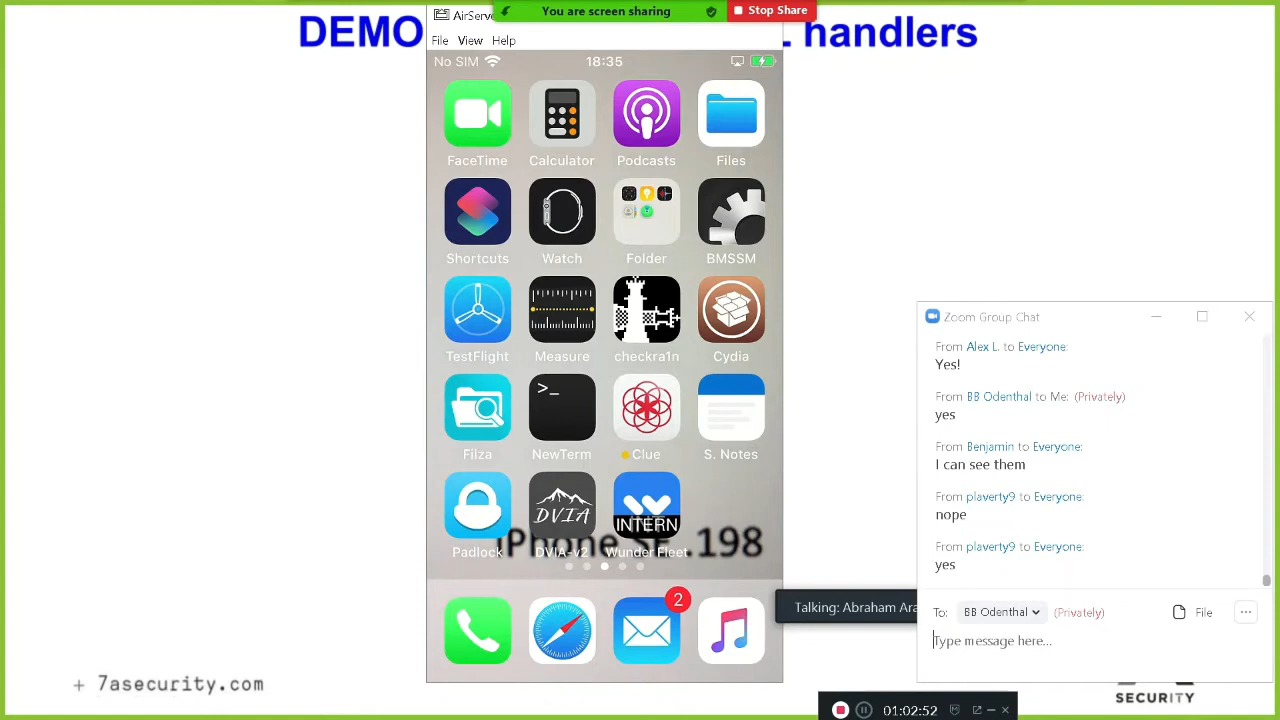 You are screen sharing
Stop Share
AirServe
DEMO
handlers
File View Help
No SIM
18:35
FaceTime
Calculator
Podcasts
Files
Shortcuts
Watch
Folder
BMSSM
TestFlight
Measure
checkra1n
Cydia
Filza
>_
NewTerm
Clue
S. Notes
Padlock
DVIA
DVIA-v2
INTERN
Wunder Fleet
iPhone SE .198
2
Zoom Group Chat
From Alex L. to Everyone:
Yes!
From BB Odenthal to Me: (Privately)
yes
From Benjamin to Everyone:
I can see them
From plaverty9 to Everyone:
nope
From plaverty9 to Everyone:
yes
Talking: Abraham Ara
To: BB Odenthal (Privately) File ...
Type message here...
+ 7asecurity.com
SECURITY
01:02:52